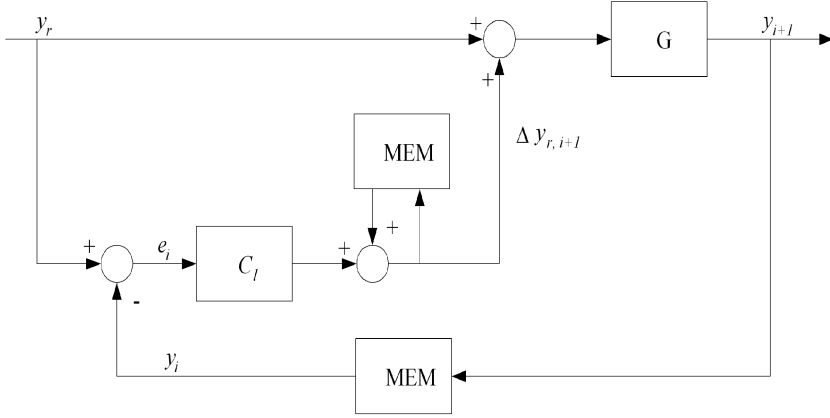 y_r
+
G
y_{i+1}
+
Δ y_{r, i+1}
MEM
+
+
e_i
C_l
+
-
y_i
MEM